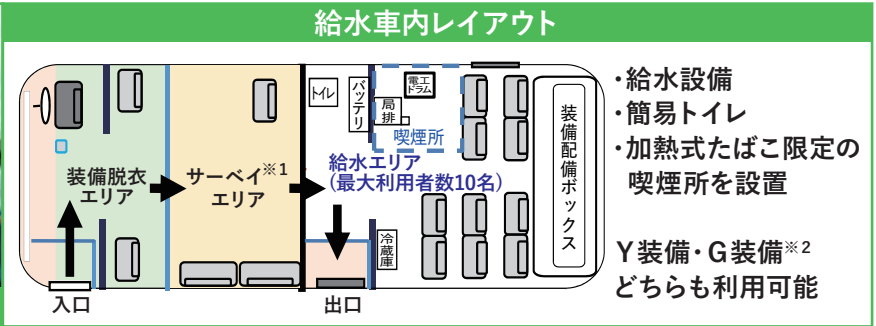 給水車内レイアウト
トイレ
バッテリ
局排
電工ドラム
喫煙所
装備脱衣
エリア
サーベイ※1
エリア
給水エリア
(最大利用者数10名)
冷蔵庫
装備配備ボックス
入口
出口
・給水設備
・簡易トイレ
・加熱式たばこ限定の
喫煙所を設置
Y装備・G装備※2
どちらも利用可能